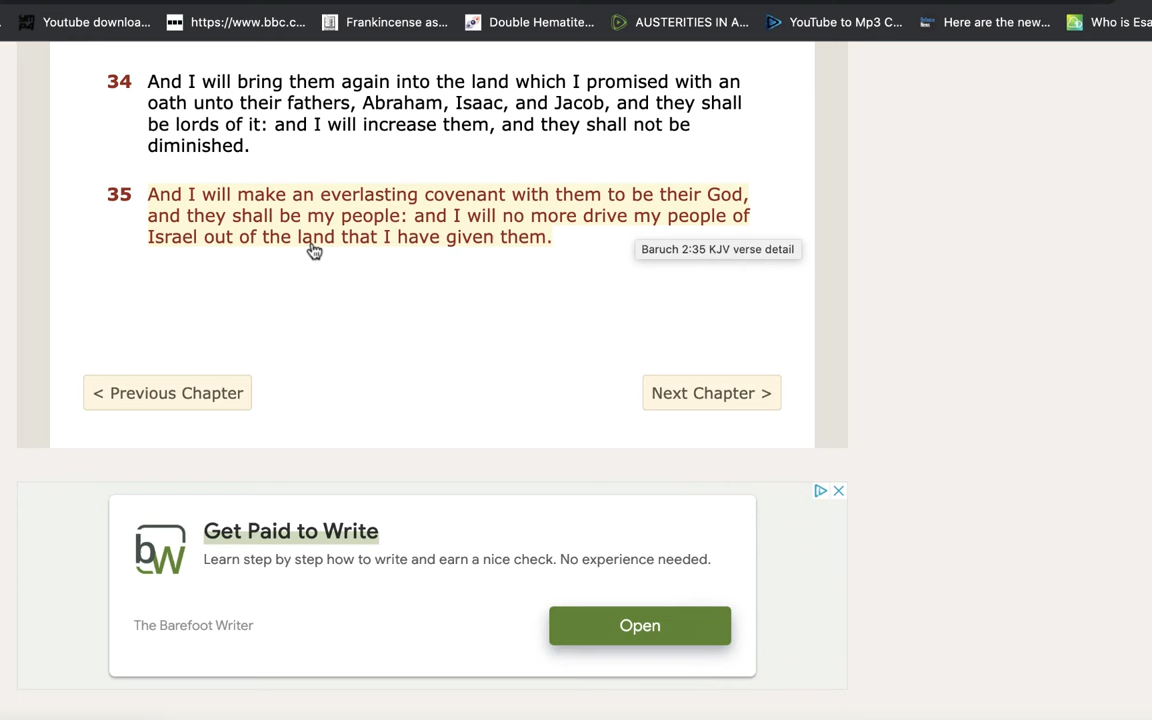 Youtube downloa... https://www.bbc.c... Frankincense as... Double Hematite... AUSTERITIES IN A... YouTube to Mp3 C... Here are the new... Who is Esa
34 And I will bring them again into the land which I promised with an
oath unto their fathers, Abraham, Isaac, and Jacob, and they shall
be lords of it: and I will increase them, and they shall not be
diminished.
35 And I will make an everlasting covenant with them to be their God,
and they shall be my people: and I will no more drive my people of
Israel out of the land that I have given them.
Baruch 2:35 KJV verse detail
< Previous Chapter Next Chapter >
bw
Get Paid to Write
Learn step by step how to write and earn a nice check. No experience needed.
The Barefoot Writer Open